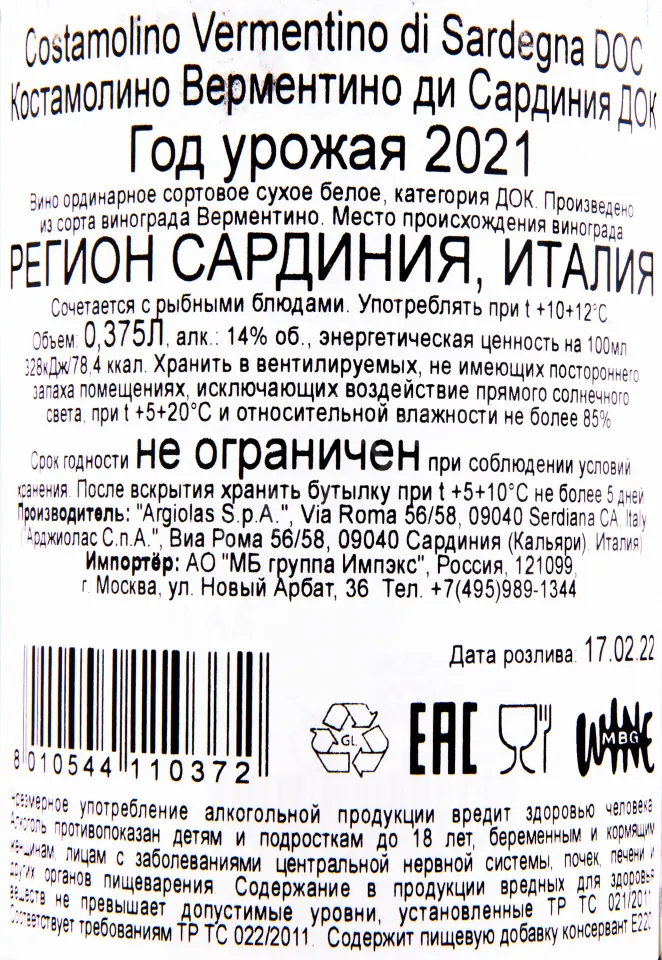 Costamolino Vermentino di Sardegna DOC
Костамолино Верментино ди Сардиния ДОК
Год урожая 2021
Вино ординарное сортовое сухое белое, категория ДОК. Произведено
из сорта винограда Верментино. Место происхождения винограда
РЕГИОН САРДИНИЯ, ИТАЛИЯ
Сочетается с рыбными блюдами. Употреблять при t +10+12°С.
Объем: 0,375Л, алк.: 14% об., энергетическая ценность на 100мл
328кДж/78,4 ккал. Хранить в вентилируемых, не имеющих постороннего
запаха помещениях, исключающих воздействие прямого солнечного
света, при t +5+20°С и относительной влажности не более 85%
Срок годности не ограничен при соблюдении условий
хранения. После вскрытия хранить бутылку при t +5+10°С не более 5 дней
Производитель: "Argiolas S.p.A.", Via Roma 56/58, 09040 Serdiana CA, Italy
"Арджиолас С.п.А.", Виа Рома 56/58, 09040 Сардиния (Кальяри), Италия
Импортёр: АО "МБ группа Импэкс", Россия, 121099,
г. Москва, ул. Новый Арбат, 36 Тел. +7(495)989-1344
Дата розлива: 17.02.22
8 010544 110372
GL
EAC
WINE
MBG
Чрезмерное употребление алкогольной продукции вредит здоровью человека
Алкоголь противопоказан детям и подросткам до 18 лет, беременным и кормящим
женщинам, лицам с заболеваниями центральной нервной системы, почек, печени и
других органов пищеварения Содержание в продукции вредных для здоровья
веществ не превышает допустимые уровни, установленные ТР ТС 021/2011
Соответствует требованиям ТР ТС 022/2011. Содержит пищевую добавку консервант Е220